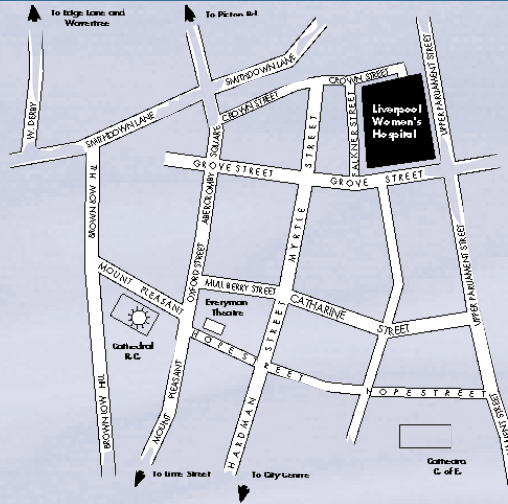 To Edge Lane and
Wavertree
To Picton Rd.
W. DERBY
SMITHDOWN LANE
SMITHDOWN LANE
CROWN STREET
CROWN STREET
UPPER PARLIAMENT STREET
Liverpool
Women's
Hospital
FALKNER STREET
GROVE STREET
GROVE STREET
ABERCROMBY SQUARE
MYRTLE STREET
BROWNLOW HILL
MOUNT PLEASANT
OXFORD STREET
MULBERRY STREET
CATHARINE STREET
UPPER PARLIAMENT STREET
Everyman
Theatre
Cathedral
R.C.
HOPE STREET
HOPE STREET
MOUNT PLEASANT
HARDMAN STREET
BROWNLOW HILL
To Lime Street
To City Centre
Cathedra
C. of E.